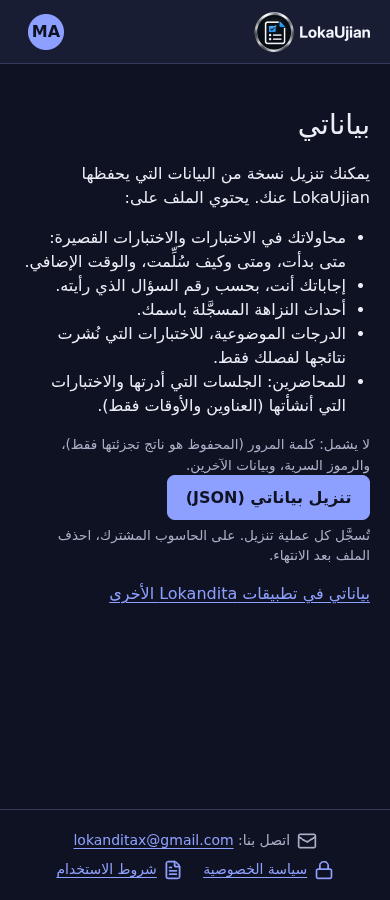 LokaUjian
MA
بياناتي
يمكنك تنزيل نسخة من البيانات التي يحفظها
LokaUjian عنك. يحتوي الملف على:
• محاولاتك في الاختبارات والاختبارات القصيرة:
متى بدأت، ومتى وكيف سُلِّمت، والوقت الإضافي.
• إجاباتك أنت، بحسب رقم السؤال الذي رأيته.
• أحداث النزاهة المسجَّلة باسمك.
• الدرجات الموضوعية، للاختبارات التي نُشرت
نتائجها لفصلك فقط.
• للمحاضرين: الجلسات التي أدرتها والاختبارات
التي أنشأتها (العناوين والأوقات فقط).
لا يشمل: كلمة المرور (المحفوظ هو ناتج تجزئتها فقط)،
والرموز السرية، وبيانات الآخرين.
تنزيل بياناتي (JSON)
تُسجَّل كل عملية تنزيل. على الحاسوب المشترك، احذف
الملف بعد الانتهاء.
بياناتي في تطبيقات Lokandita الأخرى
اتصل بنا: lokanditax@gmail.com
سياسة الخصوصية شروط الاستخدام